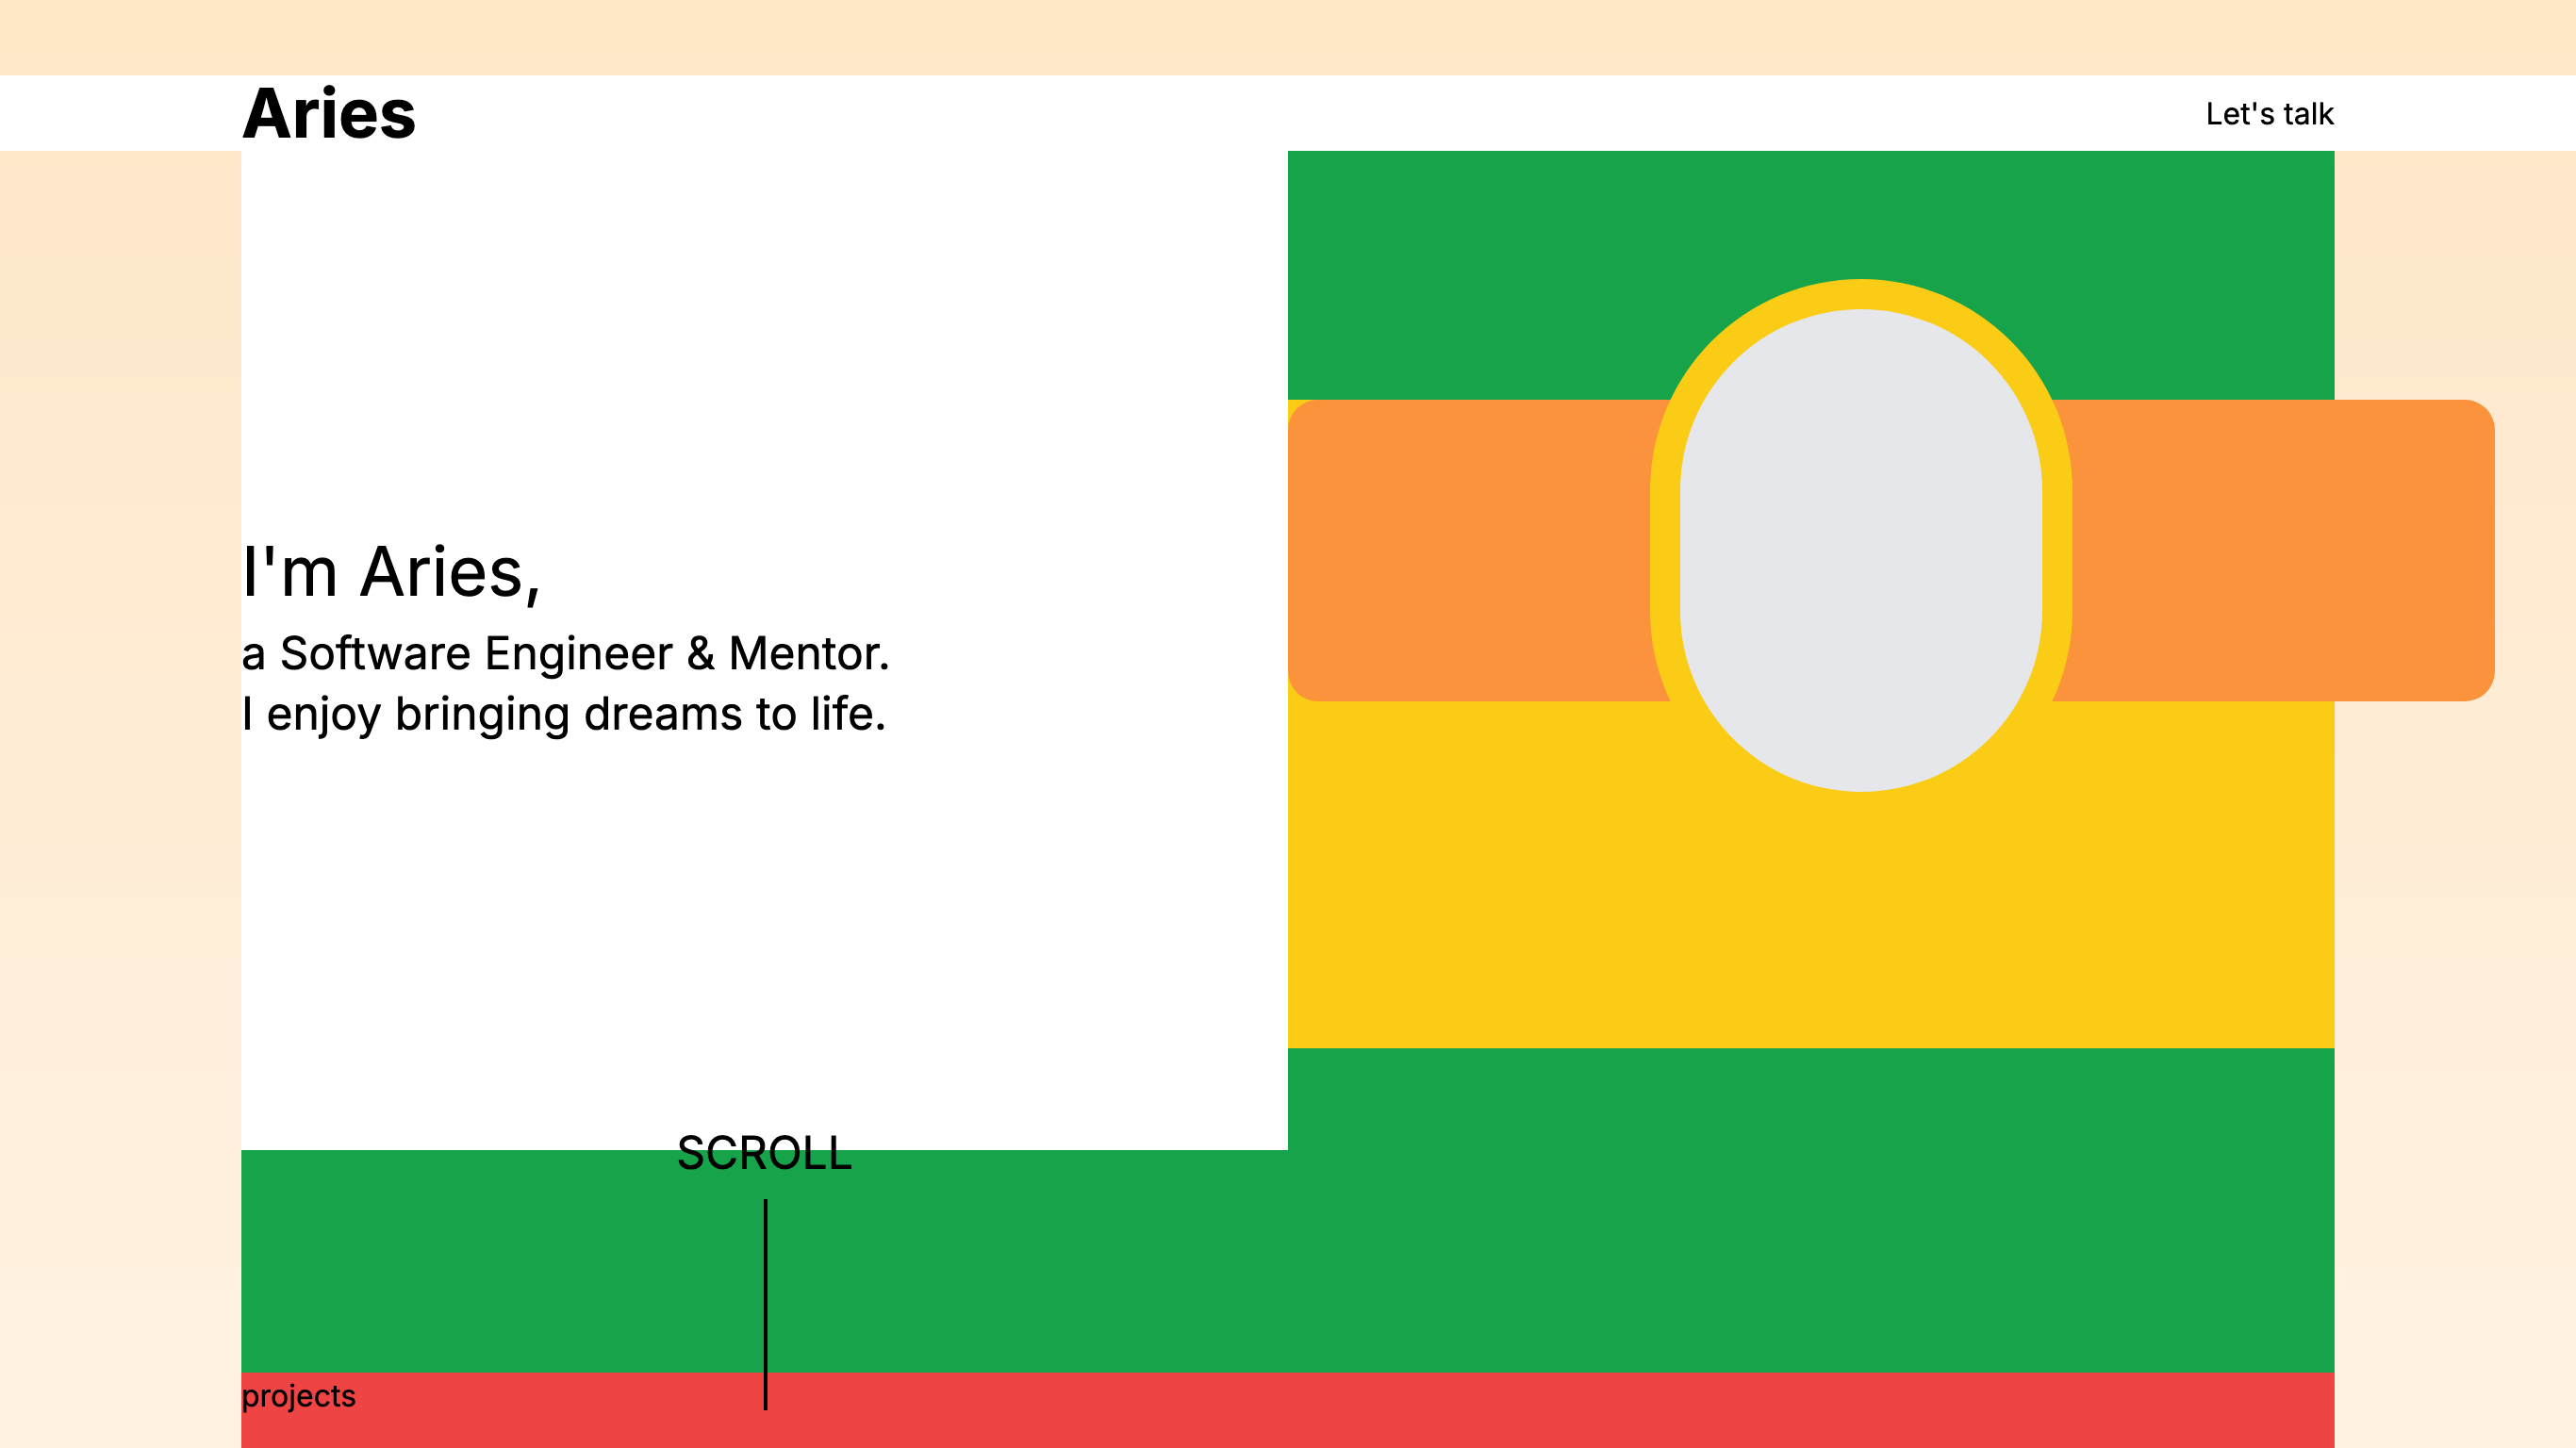 Aries
Let's talk
I'm Aries,
a Software Engineer & Mentor.
I enjoy bringing dreams to life.
SCROLL
projects